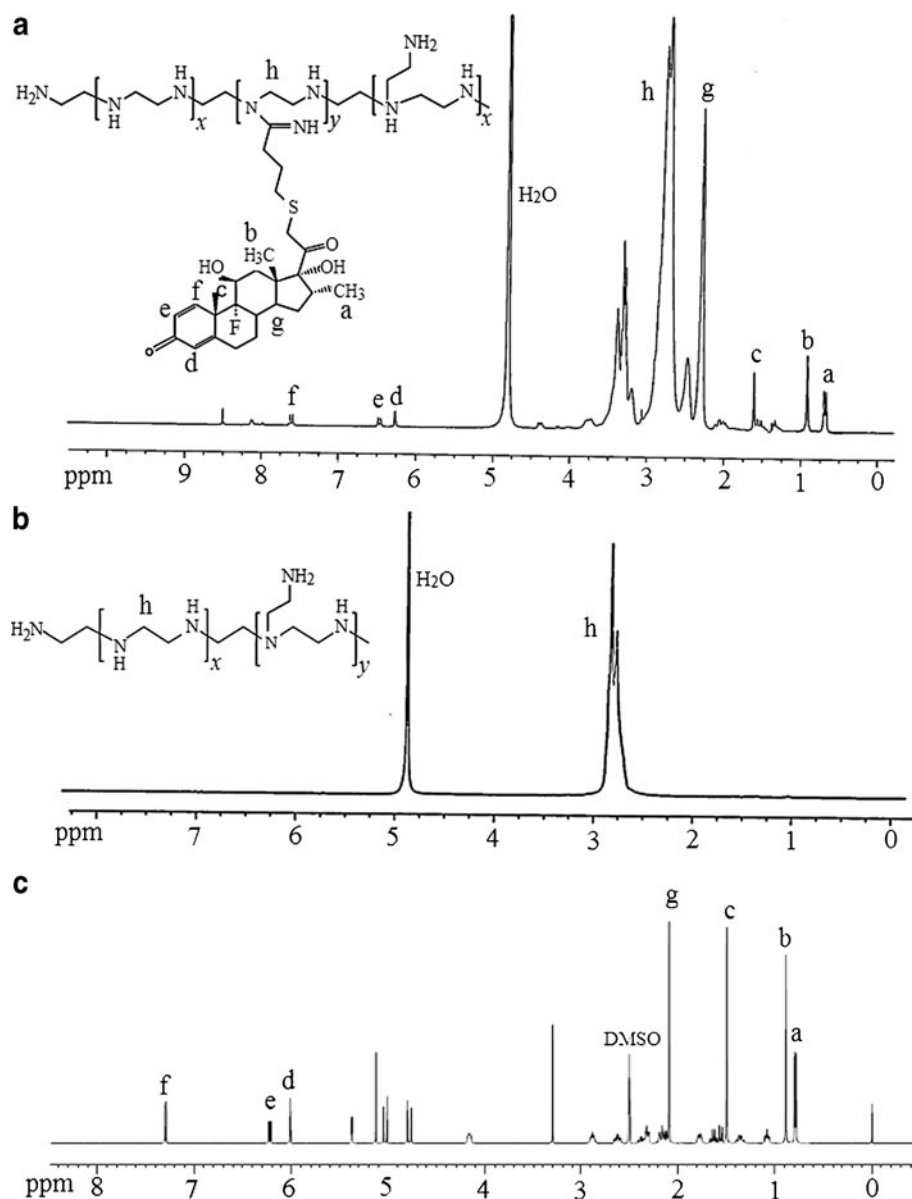 a
NH2
H h H H
H2N N N N N N N
H x NH y H x
S
b O
H3C
HO OH
f c CH3
e F g a
O d
h g
H2O
f e d c b a
ppm 9 8 7 6 5 4 3 2 1 0
b
NH2
h H H
H2N N N N N
H x y
H2O
h
ppm 7 6 5 4 3 2 1 0
c
g c b
DMSO a
f e d
ppm 8 7 6 5 4 3 2 1 0